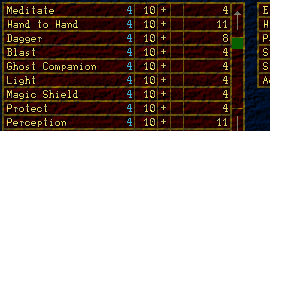 Meditate 4 10 + 4
Hand to Hand 4 10 + 11
Dagger 4 10 + 8
Blast 4 10 + 4
Ghost Companion 4 10 + 4
Light 4 10 + 4
Magic Shield 4 10 + 4
Protect 4 10 + 4
Perception 4 10 + 11